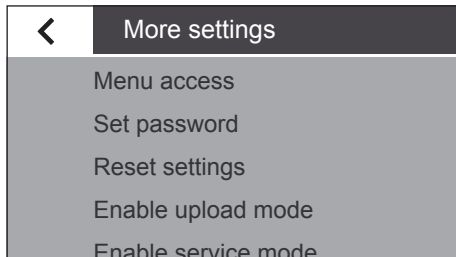 More settings
Menu access
Set password
Reset settings
Enable upload mode
Enable service mode